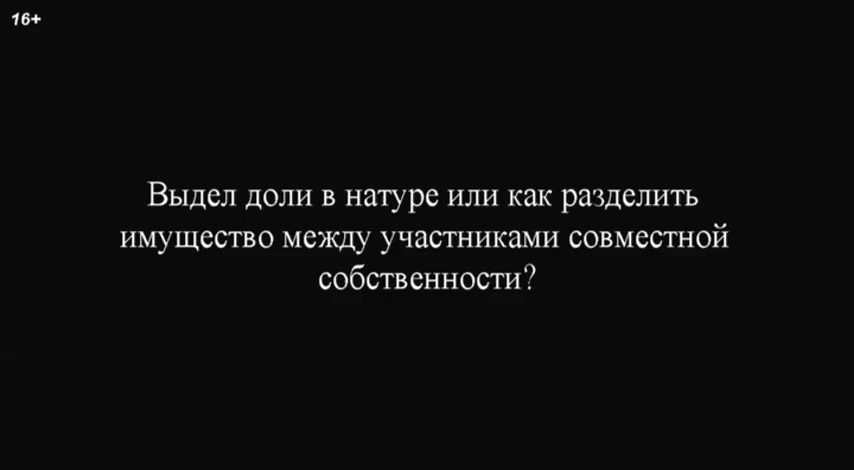 16+
Выдел доли в натуре или как разделить
имущество между участниками совместной
собственности?